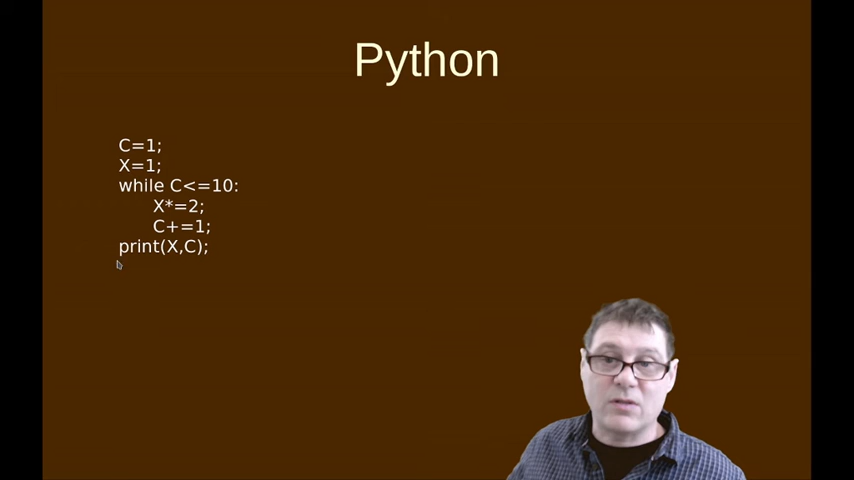 Python
C=1;
X=1;
while C<=10:
X*=2;
C+=1;
print(X,C);